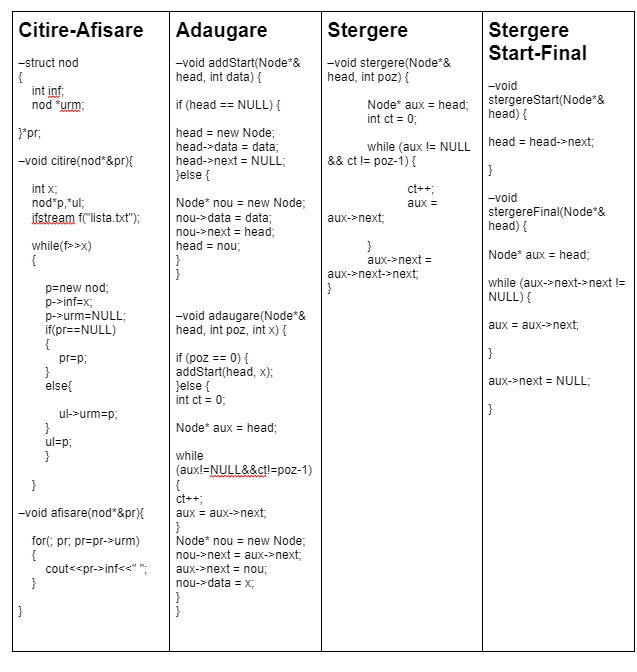 Citire-Afisare
–struct nod
{
int inf;
nod *urm;
}*pr;
–void citire(nod*&pr){
int x;
nod*p,*ul;
ifstream f("lista.txt");
while(f>>x)
{
p=new nod;
p->inf=x;
p->urm=NULL;
if(pr==NULL)
{
pr=p;
}
else{
ul->urm=p;
}
ul=p;
}
}
–void afisare(nod*&pr){
for(; pr; pr=pr->urm)
{
cout<<pr->inf<<" ";
}
}
Adaugare
–void addStart(Node*&
head, int data) {
if (head == NULL) {
head = new Node;
head->data = data;
head->next = NULL;
}else {
Node* nou = new Node;
nou->data = data;
nou->next = head;
head = nou;
}
}
–void adaugare(Node*&
head, int poz, int x) {
if (poz == 0) {
addStart(head, x);
}else {
int ct = 0;
Node* aux = head;
while
(aux!=NULL&&ct!=poz-1)
{
ct++;
aux = aux->next;
}
Node* nou = new Node;
nou->next = aux->next;
aux->next = nou;
nou->data = x;
}
}
Stergere
–void stergere(Node*&
head, int poz) {
Node* aux = head;
int ct = 0;
while (aux != NULL
&& ct != poz-1) {
ct++;
aux =
aux->next;
}
aux->next =
aux->next->next;
}
Stergere
Start-Final
–void
stergereStart(Node*&
head) {
head = head->next;
}
–void
stergereFinal(Node*&
head) {
Node* aux = head;
while (aux->next->next !=
NULL) {
aux = aux->next;
}
aux->next = NULL;
}